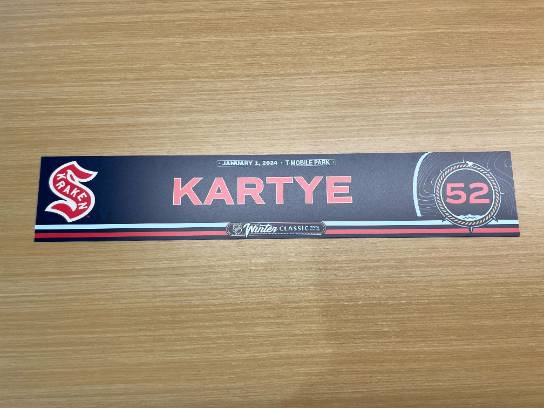 JANUARY 1, 2024 · T-MOBILE PARK
KRAKEN
KARTYE
52
Winter CLASSIC